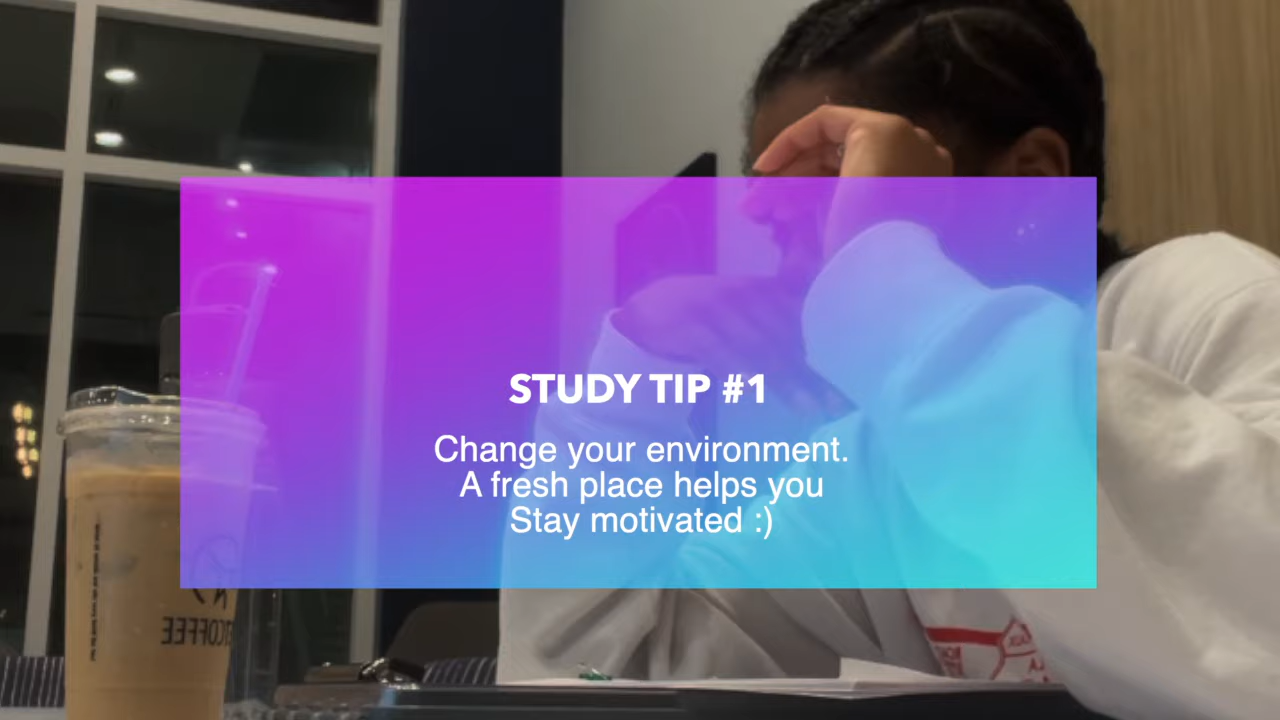 STUDY TIP #1
Change your environment.
A fresh place helps you
Stay motivated :)
COFFEE